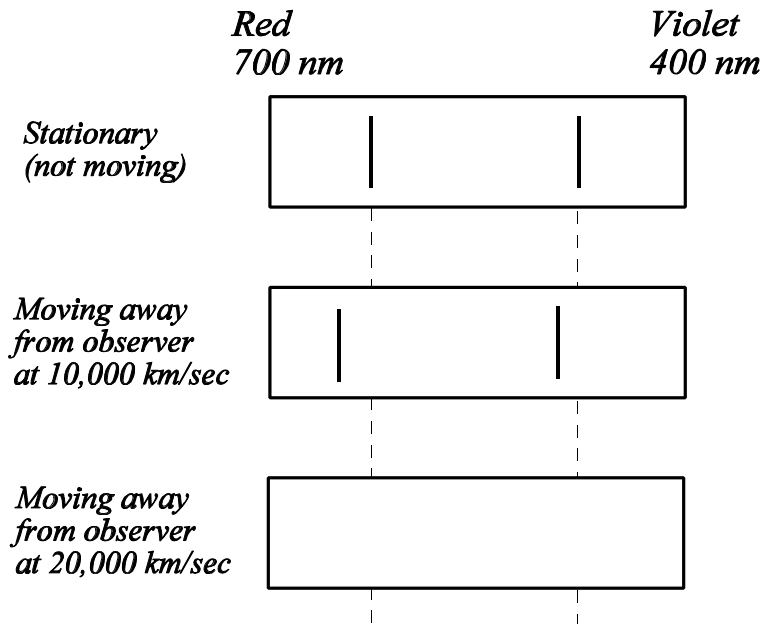 Red
700 nm
Violet
400 nm
Stationary
(not moving)
Moving away
from observer
at 10,000 km/sec
Moving away
from observer
at 20,000 km/sec